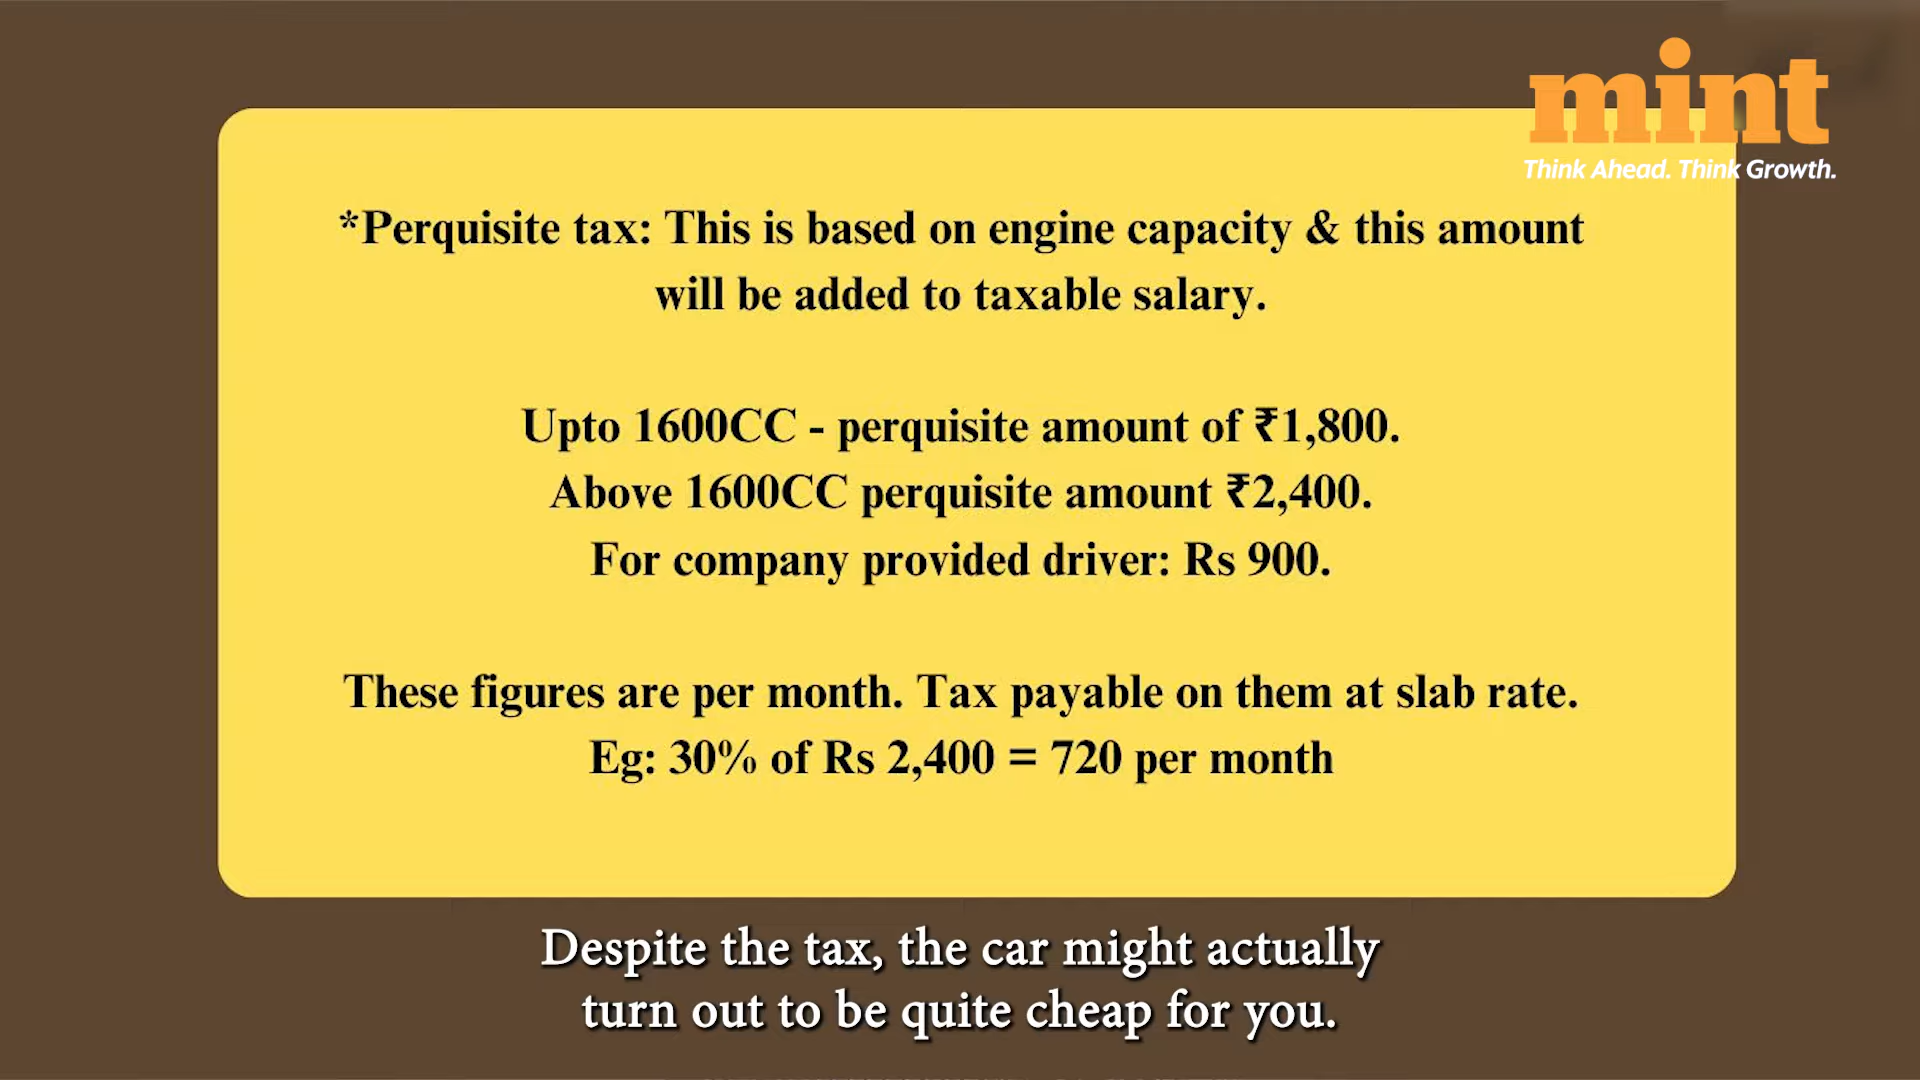 mint
Think Ahead. Think Growth.
*Perquisite tax: This is based on engine capacity & this amount
will be added to taxable salary.
Upto 1600CC - perquisite amount of ₹1,800.
Above 1600CC perquisite amount ₹2,400.
For company provided driver: Rs 900.
These figures are per month. Tax payable on them at slab rate.
Eg: 30% of Rs 2,400 = 720 per month
Despite the tax, the car might actually
turn out to be quite cheap for you.